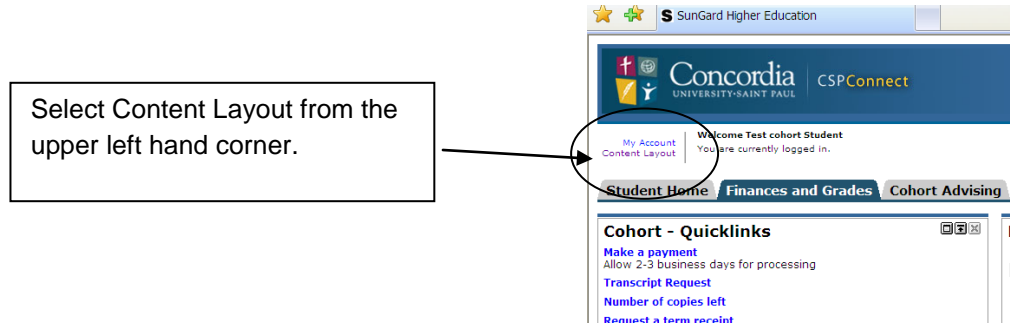 SunGard Higher Education
Concordia
UNIVERSITY·SAINT PAUL
CSPConnect
Select Content Layout from the
upper left hand corner.
My Account
Content Layout
Welcome Test cohort Student
You are currently logged in.
Student Home Finances and Grades Cohort Advising
Cohort - Quicklinks
Make a payment
Allow 2-3 business days for processing
Transcript Request
Number of copies left
Request a term receipt